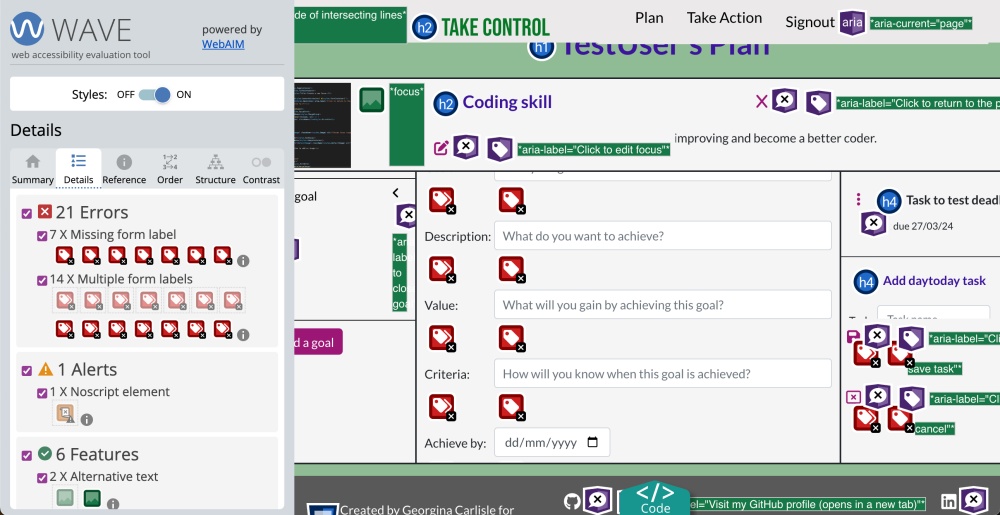 WAVE
web accessibility evaluation tool
powered by
WebAIM
Styles: OFF ON
Details
Summary Details Reference Order Structure Contrast
21 Errors
7 X Missing form label
14 X Multiple form labels
1 Alerts
1 X Noscript element
6 Features
2 X Alternative text
de of intersecting lines*
h2 TAKE CONTROL
Plan Take Action Signout aria *aria-current="page"*
h1 TestUser's Plan
*focus*
h2 Coding skill
*aria-label="Click to return to the p
*aria-label="Click to edit focus"*
improving and become a better coder.
goal
*ar
lab
to
clo
goa
d a goal
Description: What do you want to achieve?
Value: What will you gain by achieving this goal?
Criteria: How will you know when this goal is achieved?
Achieve by: dd/mm/yyyy
h4 Task to test deadl
due 27/03/24
h4 Add daytoday task
Task name
*aria-label="Cli
save task"*
*aria-label="Cli
cancel"*
Created by Georgina Carlisle for
</>
Code
el="Visit my GitHub profile (opens in a new tab)"*